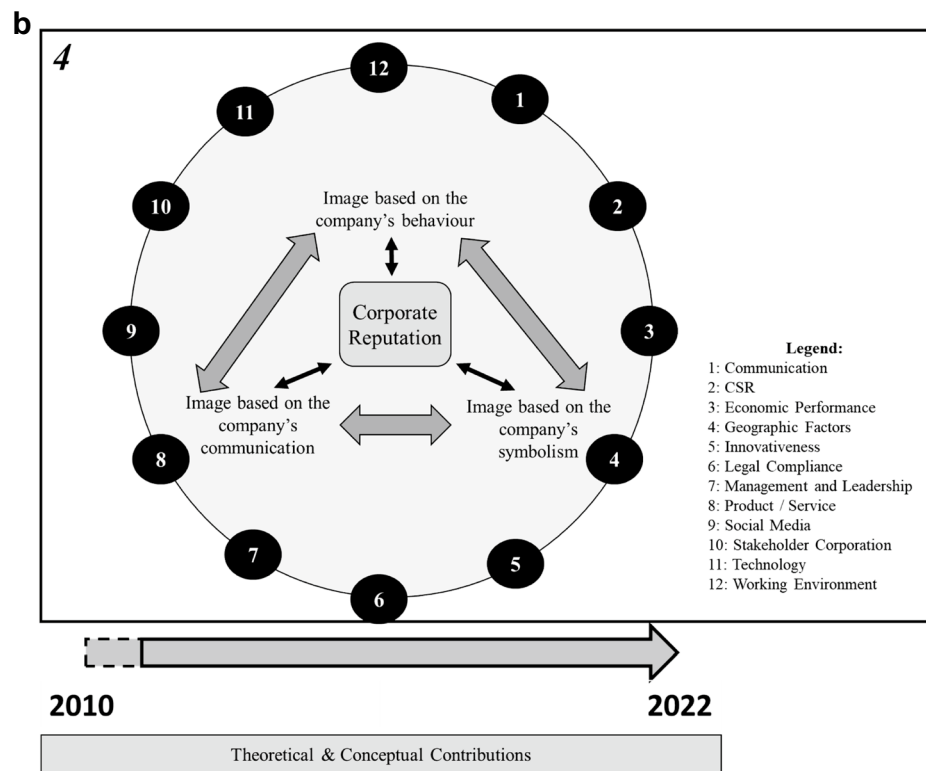 b
4
12
11
1
10
2
Image based on the
company's behaviour
9
Corporate
Reputation
3
Image based on the
company's
communication
Image based on the
company's
symbolism
8
4
7
5
6
Legend:
1: Communication
2: CSR
3: Economic Performance
4: Geographic Factors
5: Innovativeness
6: Legal Compliance
7: Management and Leadership
8: Product / Service
9: Social Media
10: Stakeholder Corporation
11: Technology
12: Working Environment
2010
2022
Theoretical & Conceptual Contributions